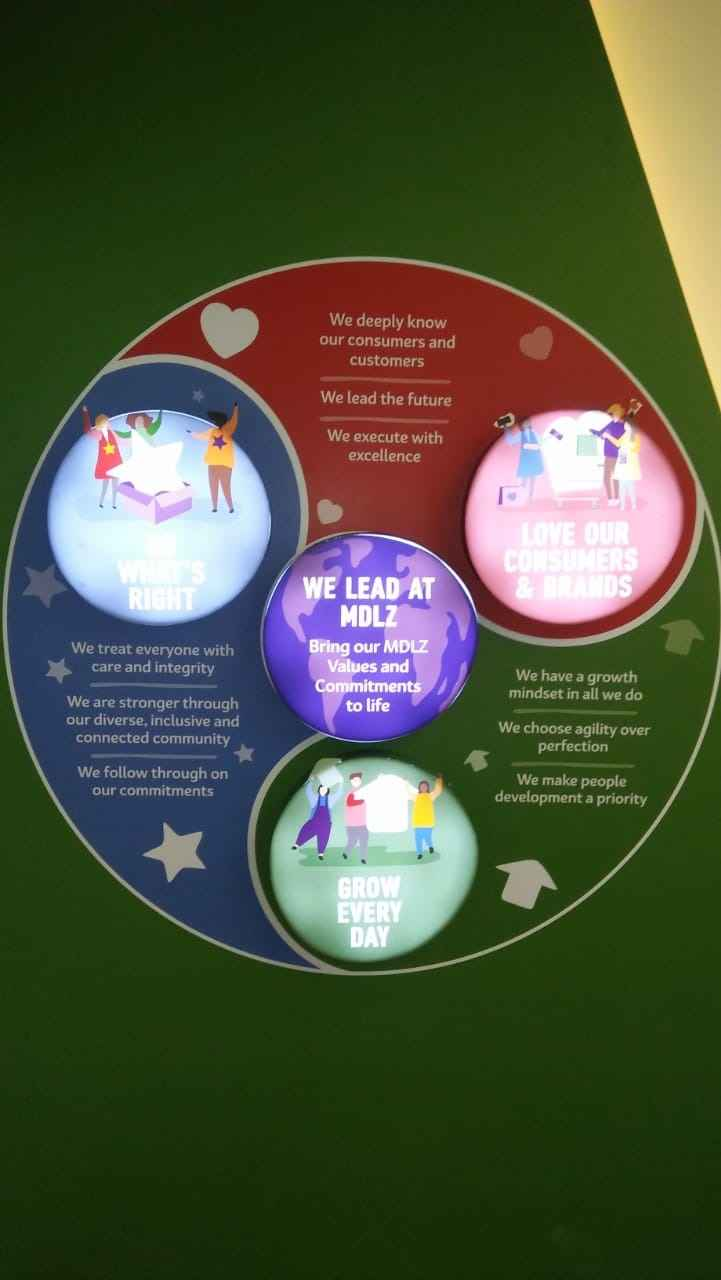 We deeply know
our consumers and
customers
We lead the future
We execute with
excellence
LOVE OUR
CONSUMERS
& BRANDS
WHAT'S
RIGHT
WE LEAD AT
MDLZ
Bring our MDLZ
Values and
Commitments
to life
We treat everyone with
care and integrity
We are stronger through
our diverse, inclusive and
connected community
We follow through on
our commitments
We have a growth
mindset in all we do
We choose agility over
perfection
We make people
development a priority
GROW
EVERY
DAY